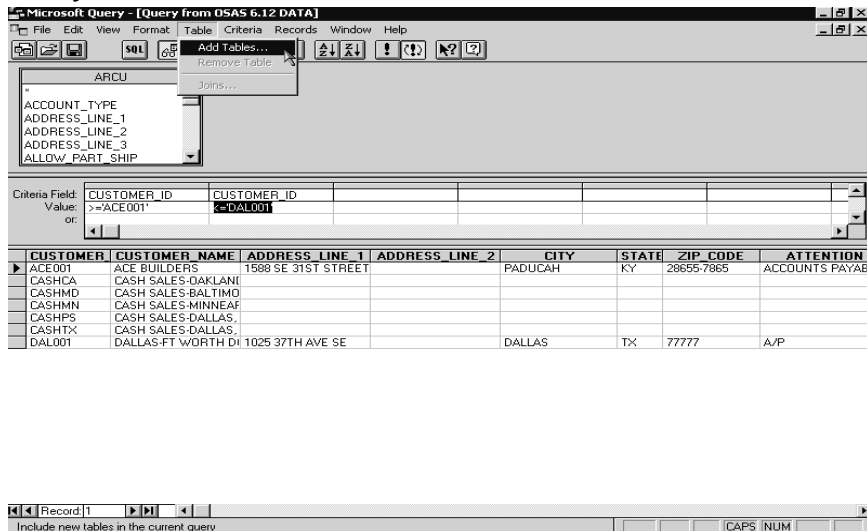 Microsoft Query - [Query from OSAS 6.12 DATA]
File Edit View Format Table Criteria Records Window Help
SQL
Add Tables...
Remove Table
Joins...
ARCU
*
ACCOUNT_TYPE
ADDRESS_LINE_1
ADDRESS_LINE_2
ADDRESS_LINE_3
ALLOW_PART_SHIP
Criteria Field: CUSTOMER_ID CUSTOMER_ID
Value: >='ACE001' <='DAL001'
or:
CUSTOMER CUSTOMER_NAME ADDRESS_LINE_1 ADDRESS_LINE_2 CITY STATE ZIP_CODE ATTENTION
ACE001 ACE BUILDERS 1588 SE 31ST STREET PADUCAH KY 28655-7865 ACCOUNTS PAYAB
CASHCA CASH SALES-OAKLAND
CASHMD CASH SALES-BALTIMO
CASHMN CASH SALES-MINNEAP
CASHPS CASH SALES-DALLAS,
CASHTX CASH SALES-DALLAS,
DAL001 DALLAS-FT WORTH DI 1025 37TH AVE SE DALLAS TX 77777 A/P
Record: 1
Include new tables in the current query CAPS NUM